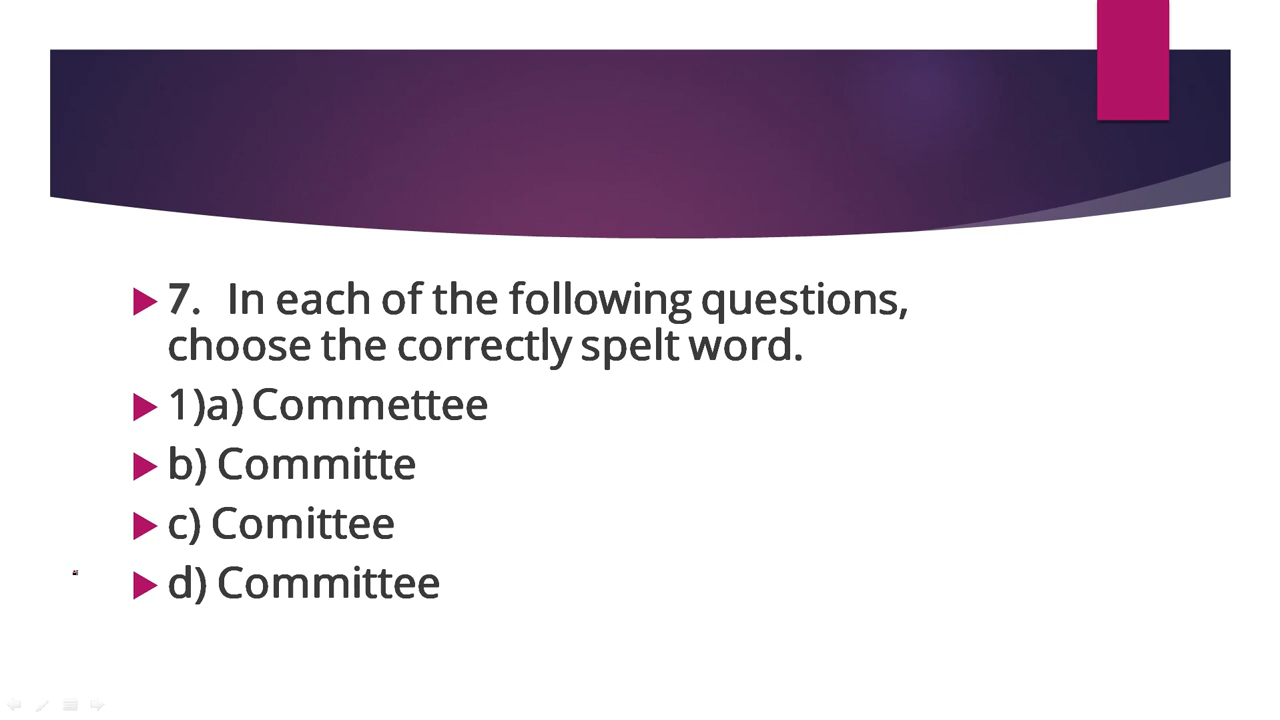 7. In each of the following questions,
choose the correctly spelt word.
1)a) Commettee
b) Committe
c) Comittee
d) Committee